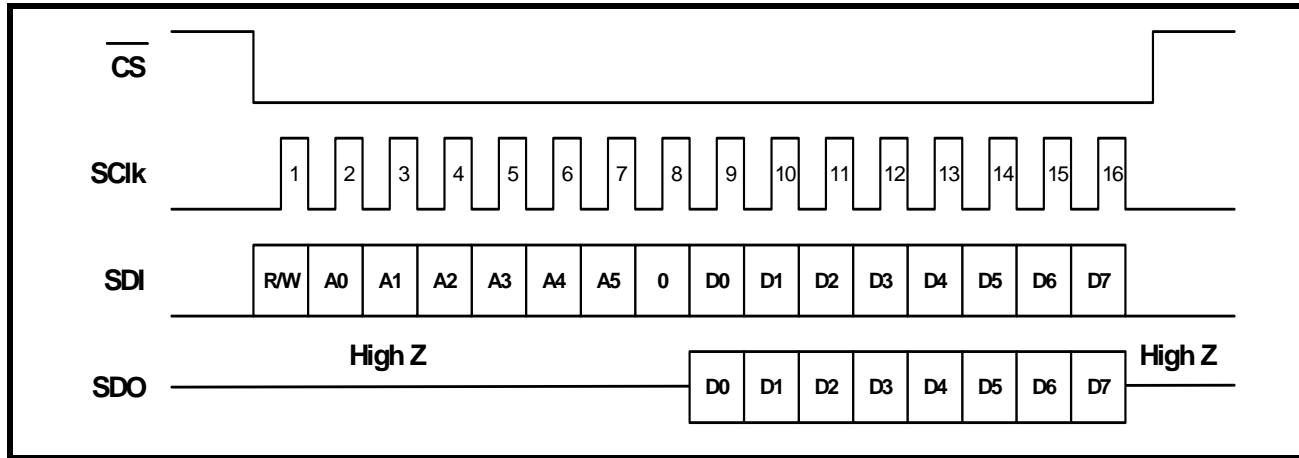 CS
SClk 1 2 3 4 5 6 7 8 9 10 11 12 13 14 15 16
SDI R/W A0 A1 A2 A3 A4 A5 0 D0 D1 D2 D3 D4 D5 D6 D7
High Z High Z
SDO D0 D1 D2 D3 D4 D5 D6 D7